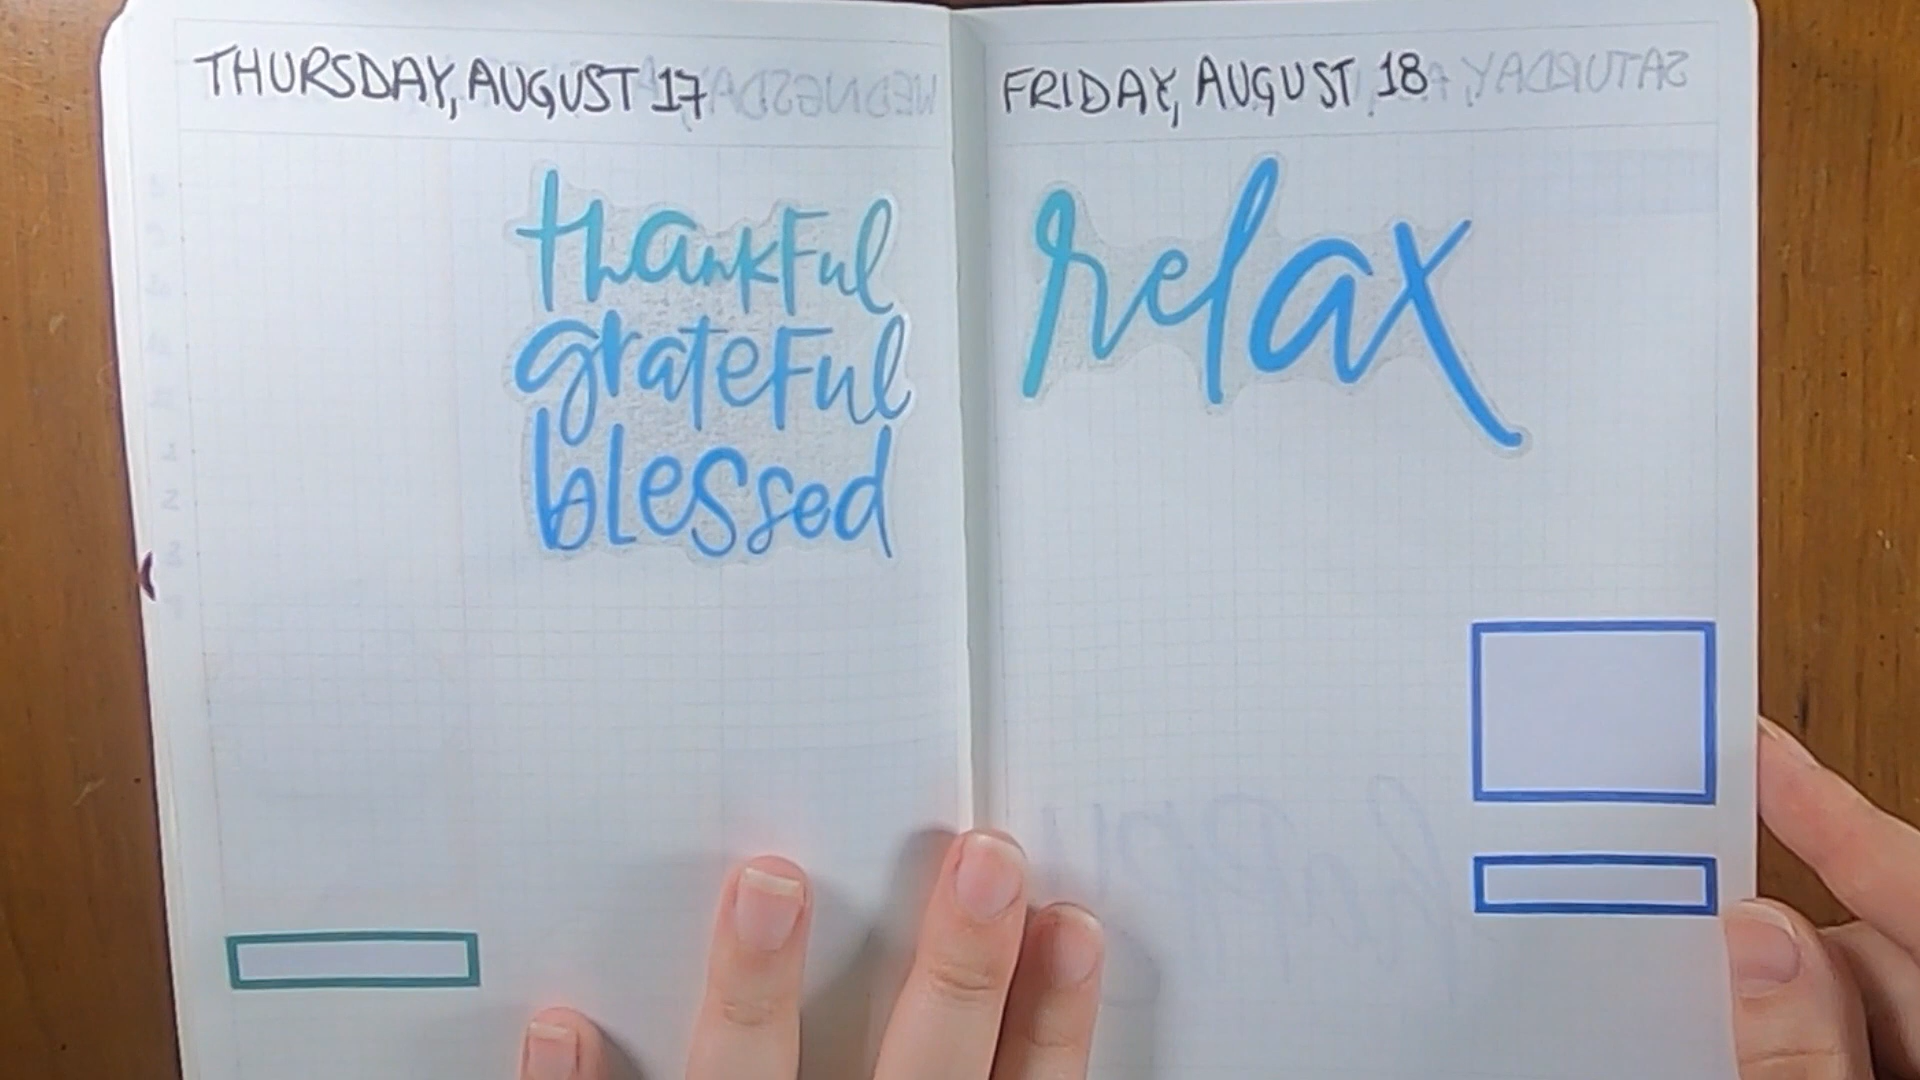 THURSDAY, AUGUST 17
thankful
grateful
blessed
FRIDAY, AUGUST 18
relax